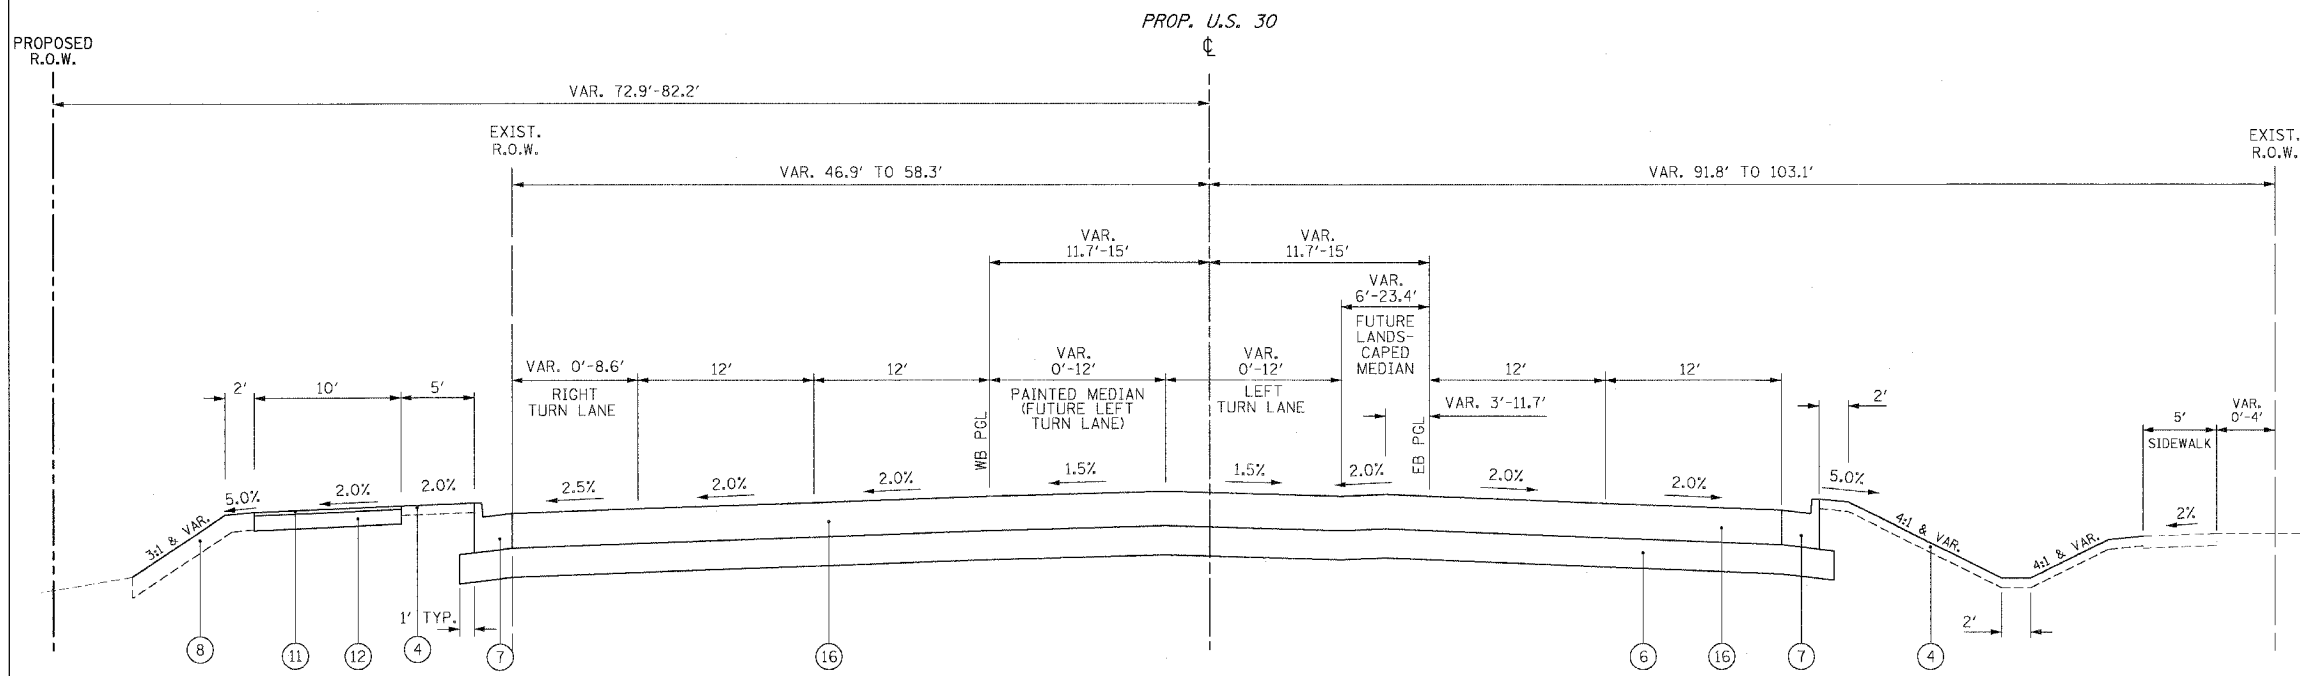 PROP. U.S. 30
℄
PROPOSED
R.O.W.
VAR. 72.9'-82.2'
EXIST.
R.O.W.
EXIST.
R.O.W.
VAR. 46.9' TO 58.3'
VAR. 91.8' TO 103.1'
VAR.
11.7'-15'
VAR.
11.7'-15'
VAR.
6'-23.4'
FUTURE
LANDS-
CAPED
MEDIAN
2'
10'
5'
VAR. 0'-8.6'
RIGHT
TURN LANE
12'
12'
VAR.
0'-12'
PAINTED MEDIAN
(FUTURE LEFT
TURN LANE)
VAR.
0'-12'
LEFT
TURN LANE
12'
12'
VAR. 3'-11.7'
2'
5'
SIDEWALK
VAR.
0'-4'
WB PGL
EB PGL
3:1 & VAR.
5.0%
2.0%
2.0%
2.5%
2.0%
2.0%
1.5%
1.5%
2.0%
2.0%
2.0%
5.0%
4:1 & VAR.
4:1 & VAR.
2%
1' TYP.
2'
8
11
12
4
7
16
6
16
7
4